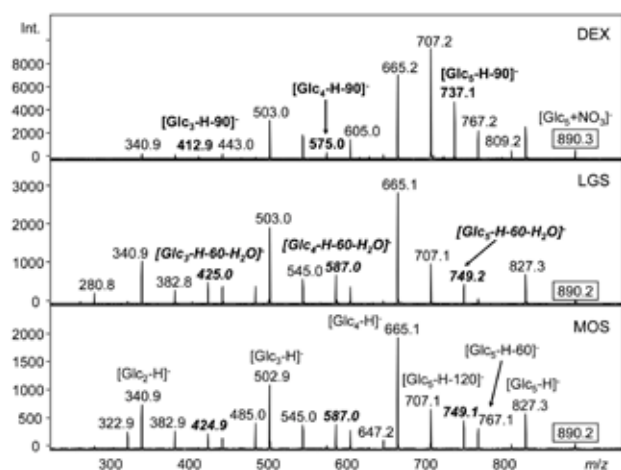 Int.
DEX
8000
6000
4000
2000
0
340.9
[Glc3-H-90]-
412.9
443.0
503.0
[Glc4-H-90]-
575.0
605.0
665.2
707.2
[Glc5-H-90]-
737.1
767.2
809.2
[Glc5+NO3]-
890.3
LGS
3000
2000
1000
0
280.8
340.9
382.8
[Glc3-H-60-H2O]-
425.0
503.0
545.0
[Glc4-H-60-H2O]-
587.0
665.1
707.1
[Glc5-H-60-H2O]-
749.2
827.3
890.2
MOS
2000
1500
1000
500
0
322.9
[Glc2-H]-
340.9
382.9
424.9
485.0
[Glc3-H]-
502.9
545.0
587.0
647.2
[Glc4-H]-
665.1
[Glc5-H-120]-
707.1
749.1
[Glc5-H-60]-
767.1
[Glc5-H]-
827.3
890.2
300 400 500 600 700 800 m/z